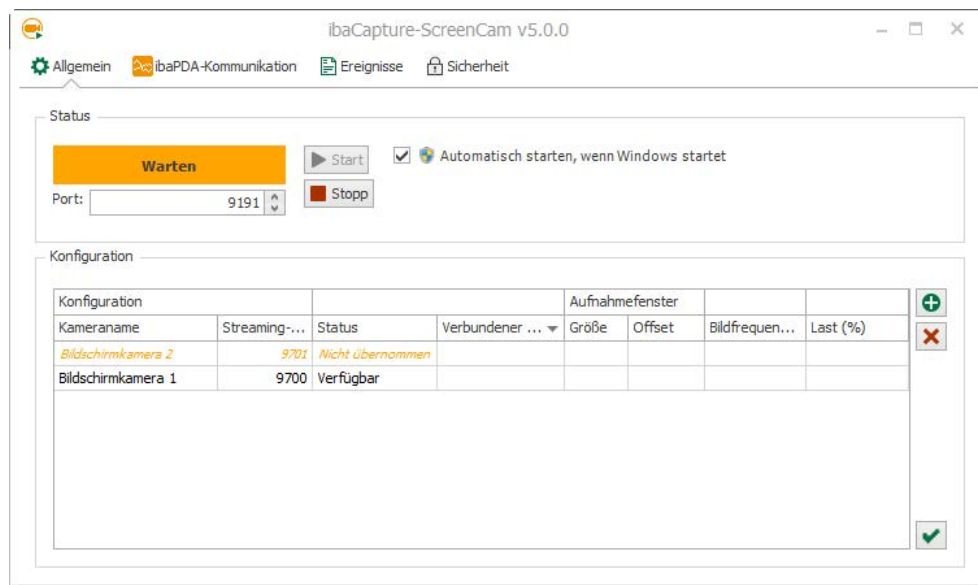 ibaCapture-ScreenCam v5.0.0
Allgemein ibaPDA-Kommunikation Ereignisse Sicherheit
Status
Warten
Start
Automatisch starten, wenn Windows startet
Port: 9191
Stopp
Konfiguration
Konfiguration Aufnahmefenster
Kameraname Streaming-... Status Verbundener ... Größe Offset Bildfrequen... Last (%)
Bildschirmkamera 2 9701 Nicht übernommen
Bildschirmkamera 1 9700 Verfügbar